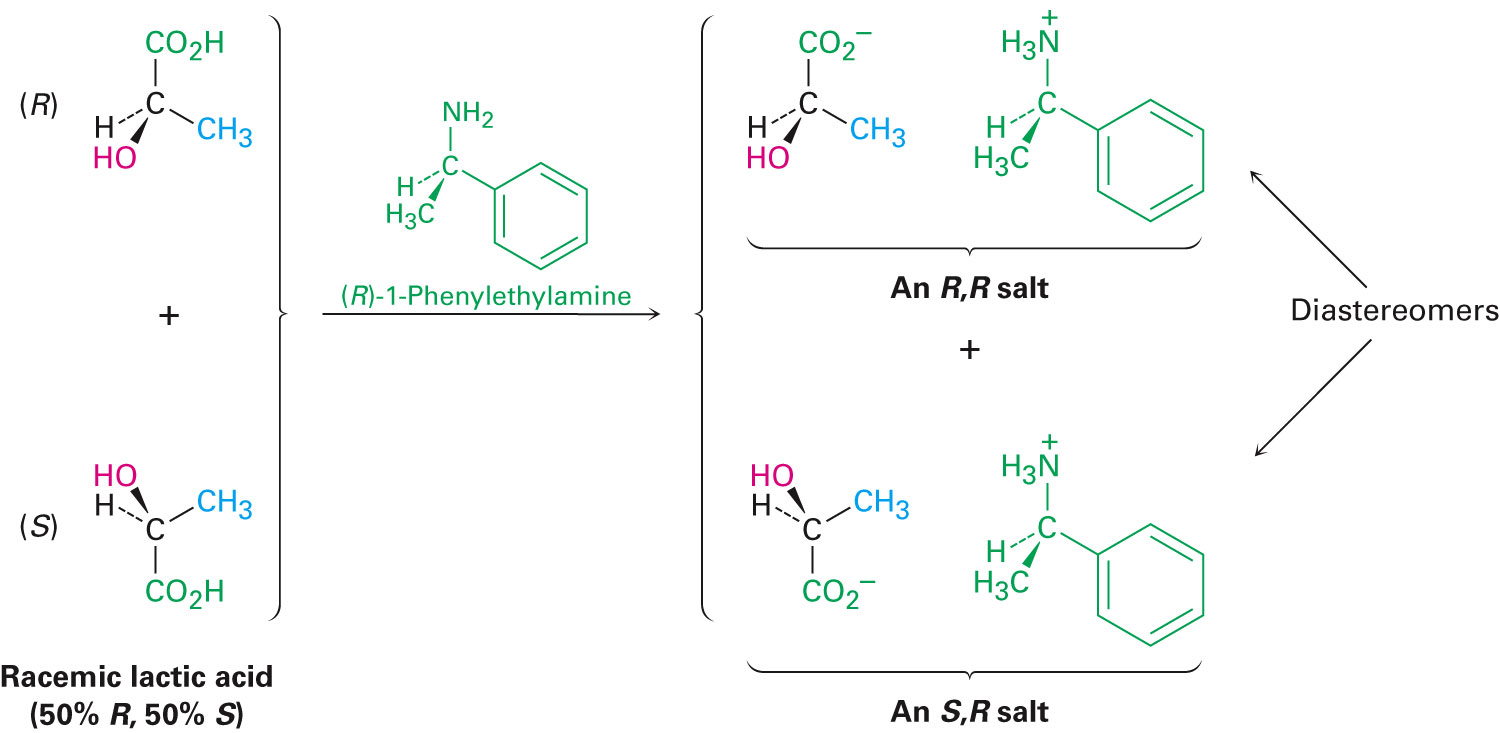 CO₂H
(R)
C
H
CH₃
HO
+
HO
H
CH₃
(S)
C
CO₂H
Racemic lactic acid
(50% R, 50% S)
NH₂
C
H
H₃C
(R)-1-Phenylethylamine
CO₂⁻
C
H
CH₃
HO
+
H₃N
C
H
H₃C
An R,R salt
+
HO
H
CH₃
C
CO₂⁻
+
H₃N
C
H
H₃C
An S,R salt
Diastereomers